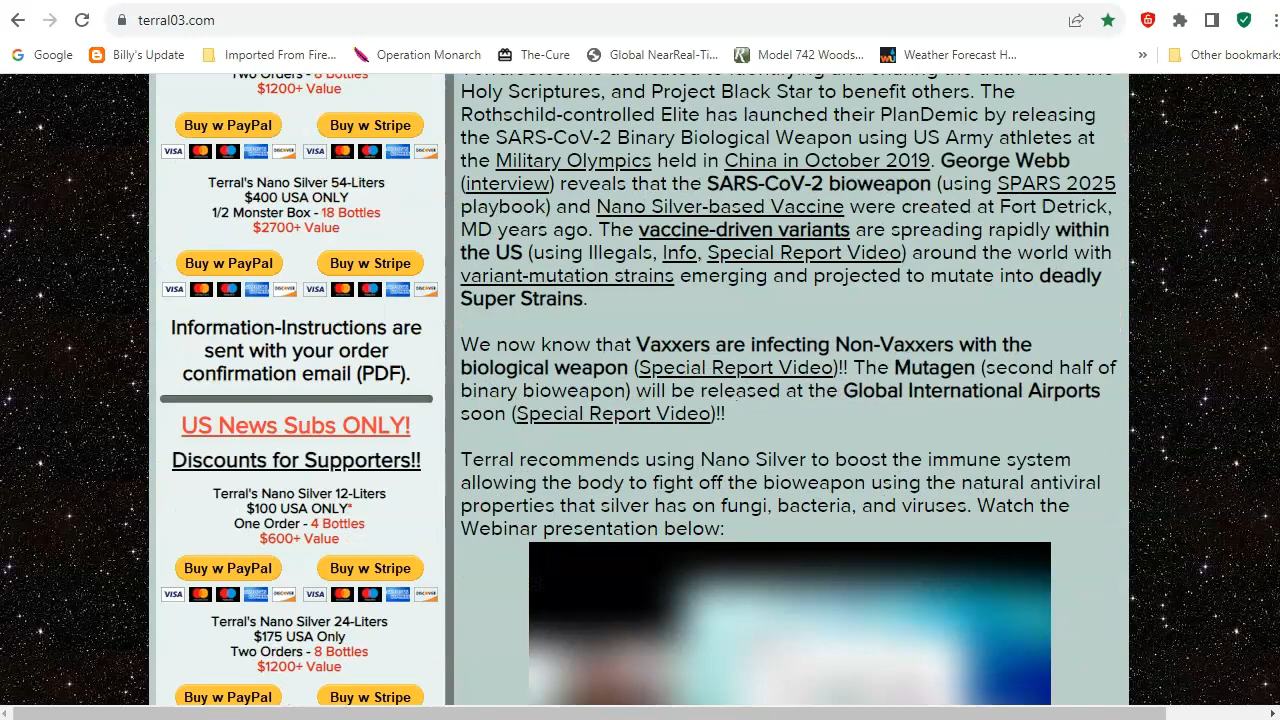 terral03.com
Google
Billy's Update
Imported From Fire...
Operation Monarch
The-Cure
Global NearReal-Ti...
Model 742 Woods...
Weather Forecast H...
»
Other bookmarks
Two Orders - 8 Bottles
$1200+ Value
Buy w PayPal
Buy w Stripe
VISA
DISCOVER
VISA
DISCOVER
Terral's Nano Silver 54-Liters
$400 USA ONLY
1/2 Monster Box - 18 Bottles
$2700+ Value
Buy w PayPal
Buy w Stripe
VISA
DISCOVER
VISA
DISCOVER
Information-Instructions are
sent with your order
confirmation email (PDF).
US News Subs ONLY!
Discounts for Supporters!!
Terral's Nano Silver 12-Liters
$100 USA ONLY*
One Order - 4 Bottles
$600+ Value
Buy w PayPal
Buy w Stripe
VISA
DISCOVER
VISA
DISCOVER
Terral's Nano Silver 24-Liters
$175 USA Only
Two Orders - 8 Bottles
$1200+ Value
Buy w PayPal
Buy w Stripe
Holy Scriptures, and Project Black Star to benefit others. The
Rothschild-controlled Elite has launched their PlanDemic by releasing
the SARS-CoV-2 Binary Biological Weapon using US Army athletes at
the Military Olympics held in China in October 2019. George Webb
(interview) reveals that the SARS-CoV-2 bioweapon (using SPARS 2025
playbook) and Nano Silver-based Vaccine were created at Fort Detrick,
MD years ago. The vaccine-driven variants are spreading rapidly within
the US (using Illegals, Info, Special Report Video) around the world with
variant-mutation strains emerging and projected to mutate into deadly
Super Strains.
We now know that Vaxxers are infecting Non-Vaxxers with the
biological weapon (Special Report Video)!! The Mutagen (second half of
binary bioweapon) will be released at the Global International Airports
soon (Special Report Video)!!
Terral recommends using Nano Silver to boost the immune system
allowing the body to fight off the bioweapon using the natural antiviral
properties that silver has on fungi, bacteria, and viruses. Watch the
Webinar presentation below: